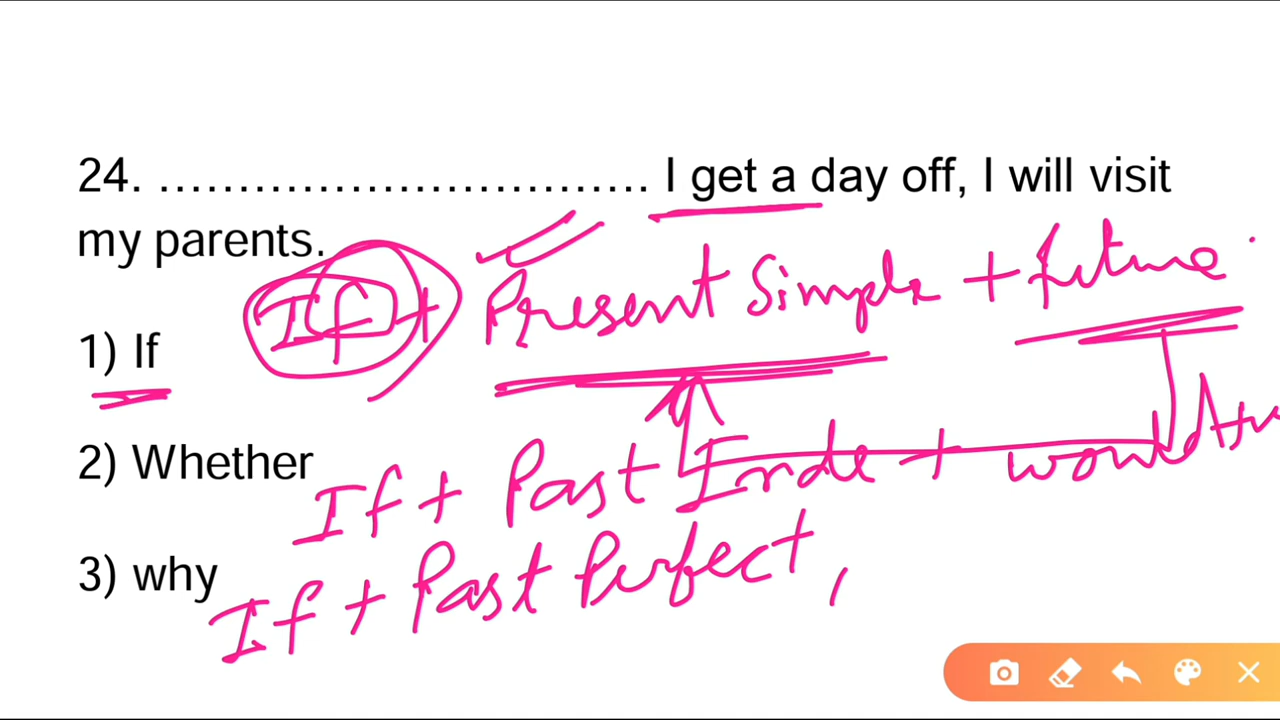 24. ................................. I get a day off, I will visit
my parents.
If + Present Simple + future
1) If
2) Whether
If + Past Inde + would
3) why
If + Past Perfect,